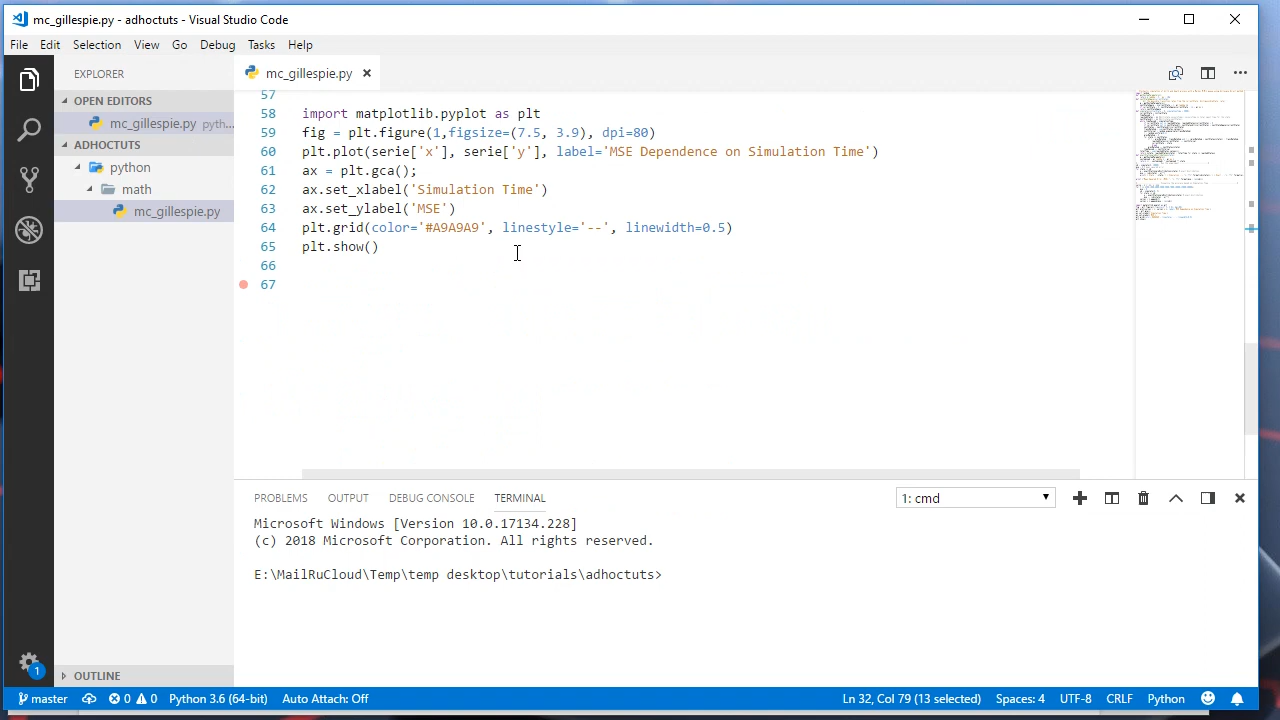 mc_gillespie.py - adhoctuts - Visual Studio Code
File Edit Selection View Go Debug Tasks Help
EXPLORER
mc_gillespie.py
OPEN EDITORS
mc_gillespie.py pyth...
ADHOCTUTS
python
math
mc_gillespie.py
57
58 import matplotlib.pyplot as plt
59 fig = plt.figure(1,figsize=(7.5, 3.9), dpi=80)
60 plt.plot(serie['x'] 'y'], label='MSE Dependence on Simulation Time')
61 ax = plt.gca();
62 ax.set_xlabel('Simulation Time')
63 ax.set_ylabel('MSE'
64 plt.grid(color='#A9A9A9', linestyle='--', linewidth=0.5)
65 plt.show()
66
67
PROBLEMS OUTPUT DEBUG CONSOLE TERMINAL
1: cmd
Microsoft Windows [Version 10.0.17134.228]
(c) 2018 Microsoft Corporation. All rights reserved.
E:\MailRuCloud\Temp\temp desktop\tutorials\adhoctuts>
OUTLINE
1
master 0 0 Python 3.6 (64-bit) Auto Attach: Off Ln 32, Col 79 (13 selected) Spaces: 4 UTF-8 CRLF Python